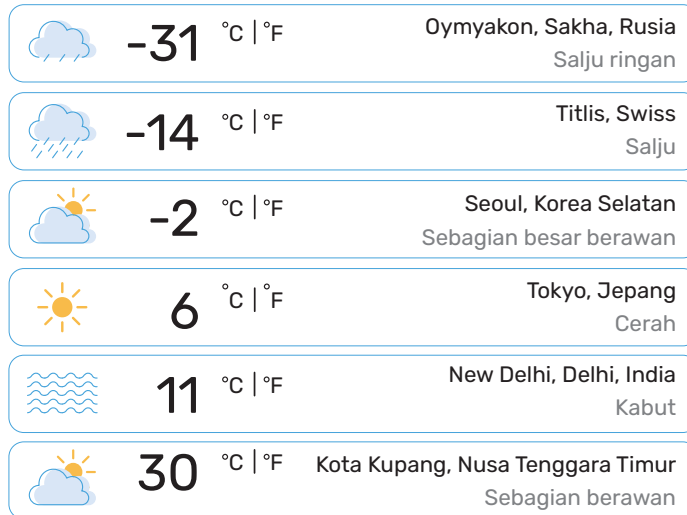 -31 °C | °F Oymyakon, Sakha, Rusia
Salju ringan
-14 °C | °F Titlis, Swiss
Salju
-2 °C | °F Seoul, Korea Selatan
Sebagian besar berawan
6 °C | °F Tokyo, Jepang
Cerah
11 °C | °F New Delhi, Delhi, India
Kabut
30 °C | °F Kota Kupang, Nusa Tenggara Timur
Sebagian berawan